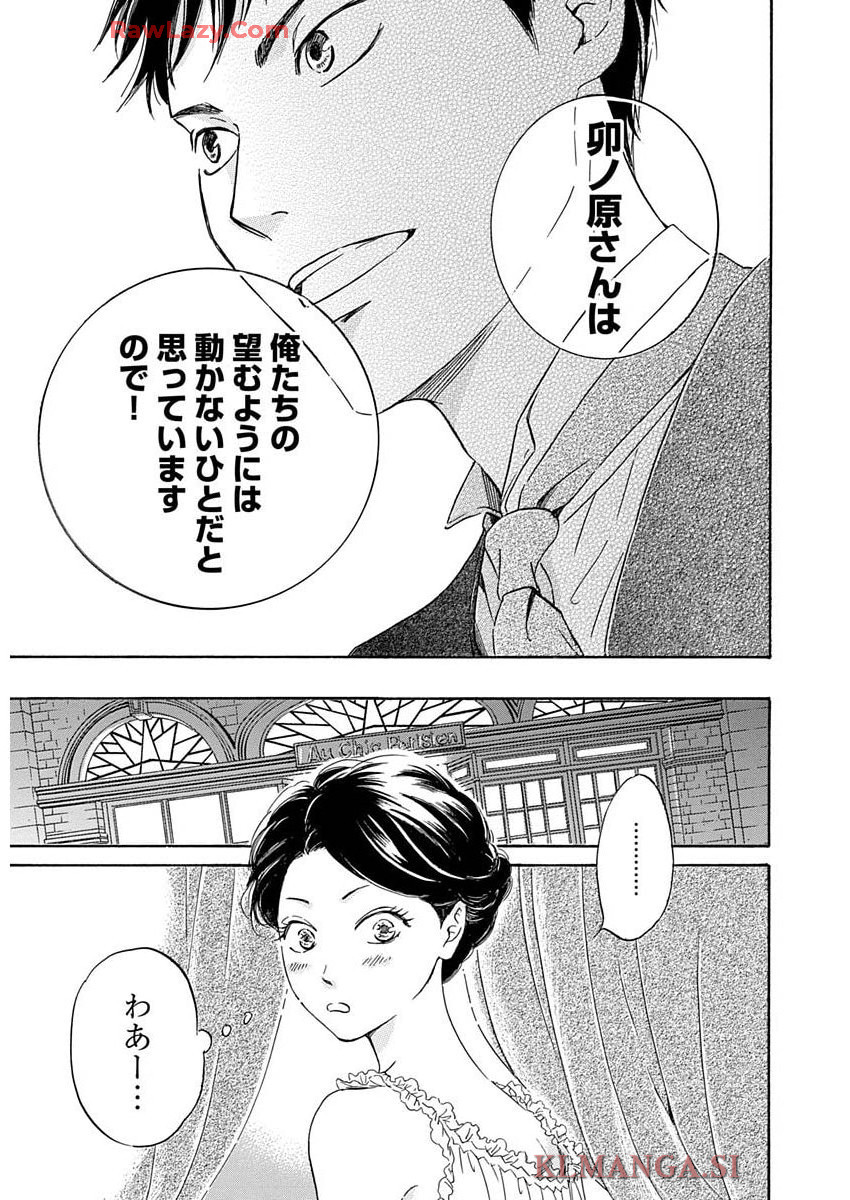 RawLazy.Com
卯ノ原さんは
俺たちの
望むようには
動かないひとだと
思っています
ので！
Au Chic Parisien
…………
わあー…
KLMANGA.SI